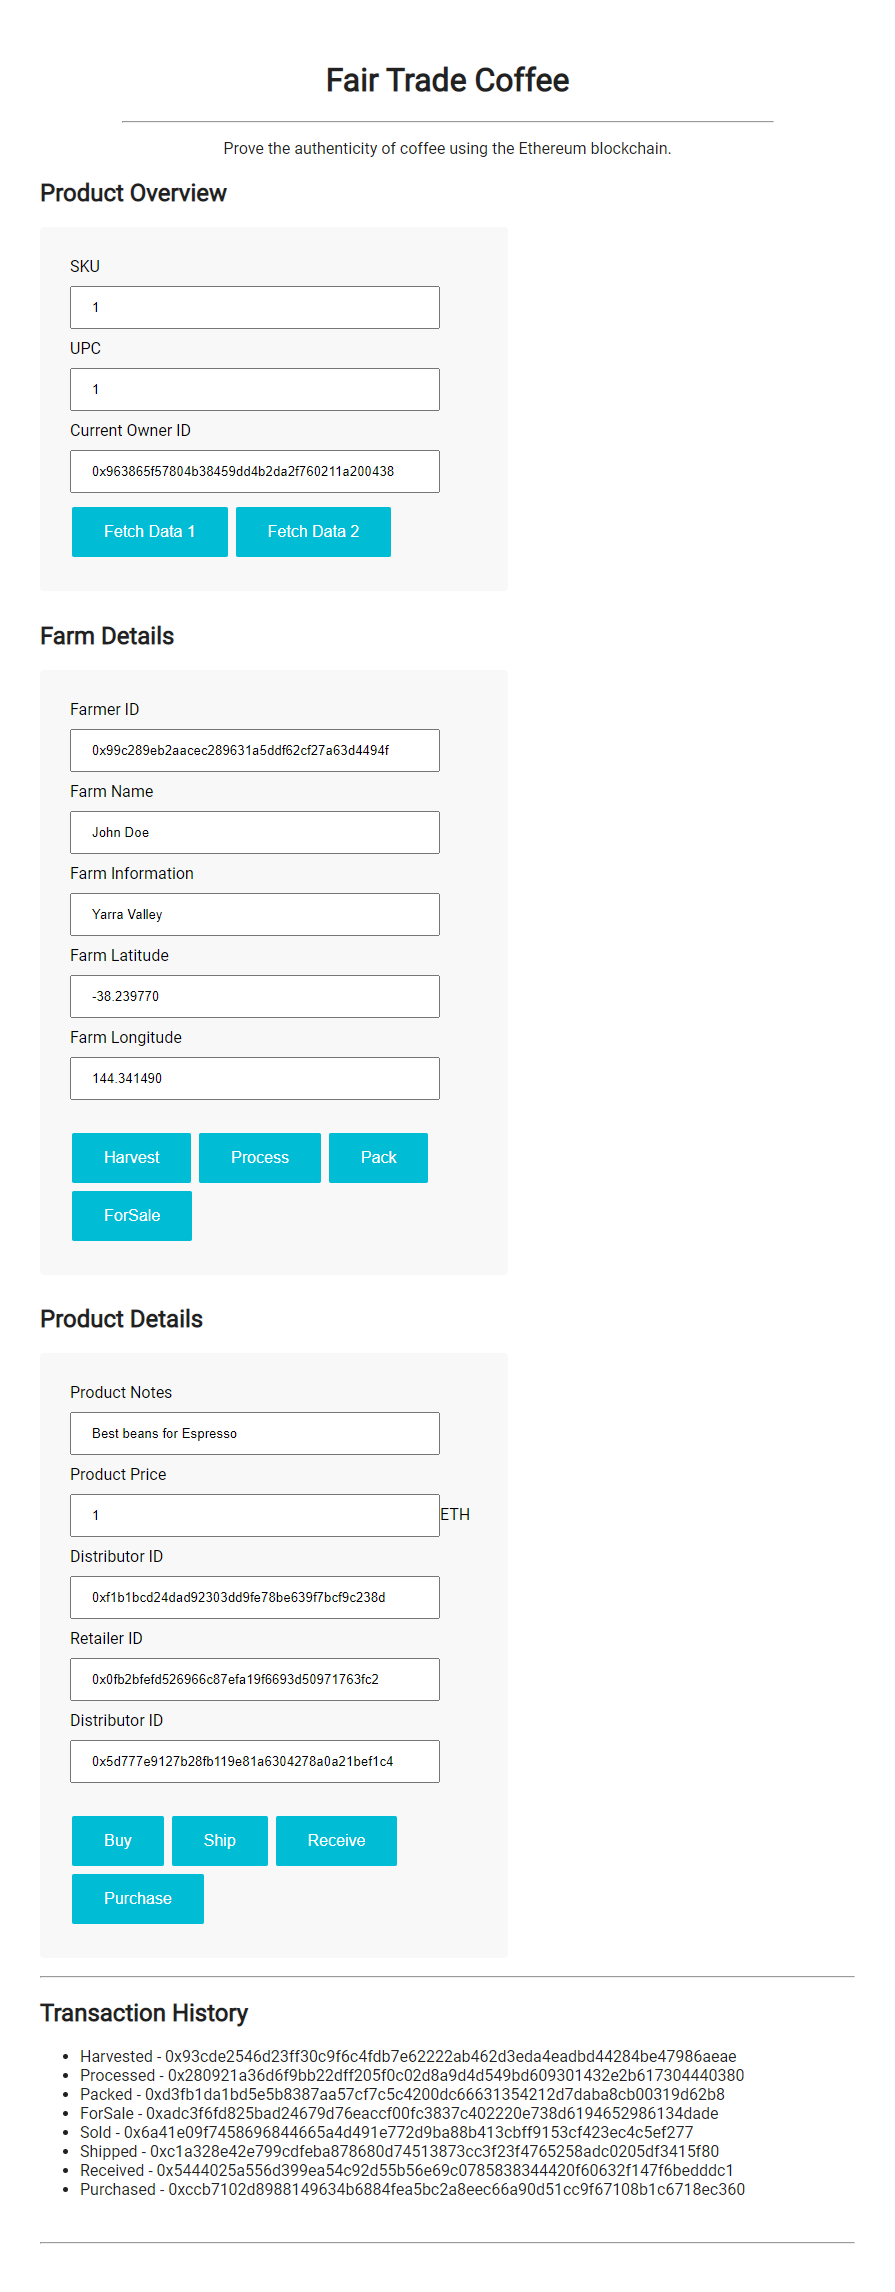 Fair Trade Coffee
Prove the authenticity of coffee using the Ethereum blockchain.
Product Overview
SKU
1
UPC
1
Current Owner ID
0x963865f57804b38459dd4b2da2f760211a200438
Fetch Data 1 Fetch Data 2
Farm Details
Farmer ID
0x99c289eb2aacec289631a5ddf62cf27a63d4494f
Farm Name
John Doe
Farm Information
Yarra Valley
Farm Latitude
-38.239770
Farm Longitude
144.341490
Harvest Process Pack
ForSale
Product Details
Product Notes
Best beans for Espresso
Product Price
1 ETH
Distributor ID
0xf1b1bcd24dad92303dd9fe78be639f7bcf9c238d
Retailer ID
0x0fb2bfefd526966c87efa19f6693d50971763fc2
Distributor ID
0x5d777e9127b28fb119e81a6304278a0a21bef1c4
Buy Ship Receive
Purchase
Transaction History
• Harvested - 0x93cde2546d23ff30c9f6c4fdb7e62222ab462d3eda4eadbd44284be47986aeae
• Processed - 0x280921a36d6f9bb22dff205f0c02d8a9d4d549bd609301432e2b617304440380
• Packed - 0xd3fb1da1bd5e5b8387aa57cf7c5c4200dc66631354212d7daba8cb00319d62b8
• ForSale - 0xadc3f6fd825bad24679d76eaccf00fc3837c402220e738d6194652986134dade
• Sold - 0x6a41e09f7458696844665a4d491e772d9ba88b413cbff9153cf423ec4c5ef277
• Shipped - 0xc1a328e42e799cdfeba878680d74513873cc3f23f4765258adc0205df3415f80
• Received - 0x5444025a556d399ea54c92d55b56e69c0785838344420f60632f147f6bedddc1
• Purchased - 0xccb7102d8988149634b6884fea5bc2a8eec66a90d51cc9f67108b1c6718ec360